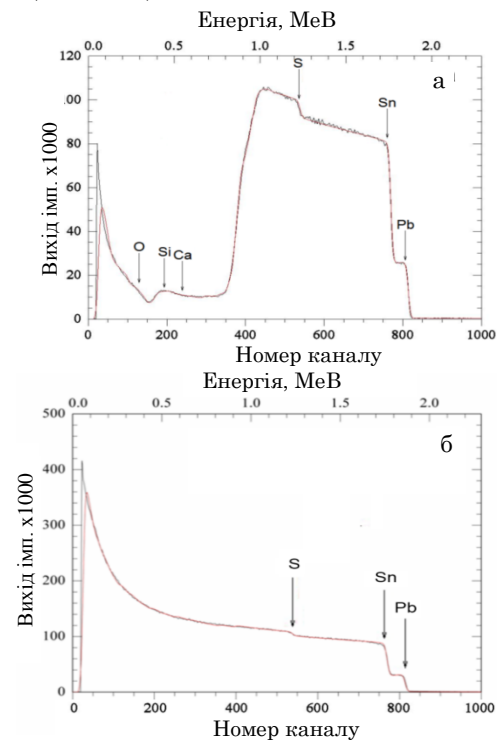 Енергія, МеВ
0.0 0.5 1.0 1.5 2.0
120
.00
80
60
40
20
0
Вихід імп. x1000
S
а
Sn
Pb
O
Si
Ca
0 200 400 600 800 1000
Номер каналу
Енергія, МеВ
0.0 0.5 1.0 1.5 2.0
500
400
300
200
100
0
Вихід імп. x1000
б
S
Sn
Pb
0 200 400 600 800 1000
Номер каналу